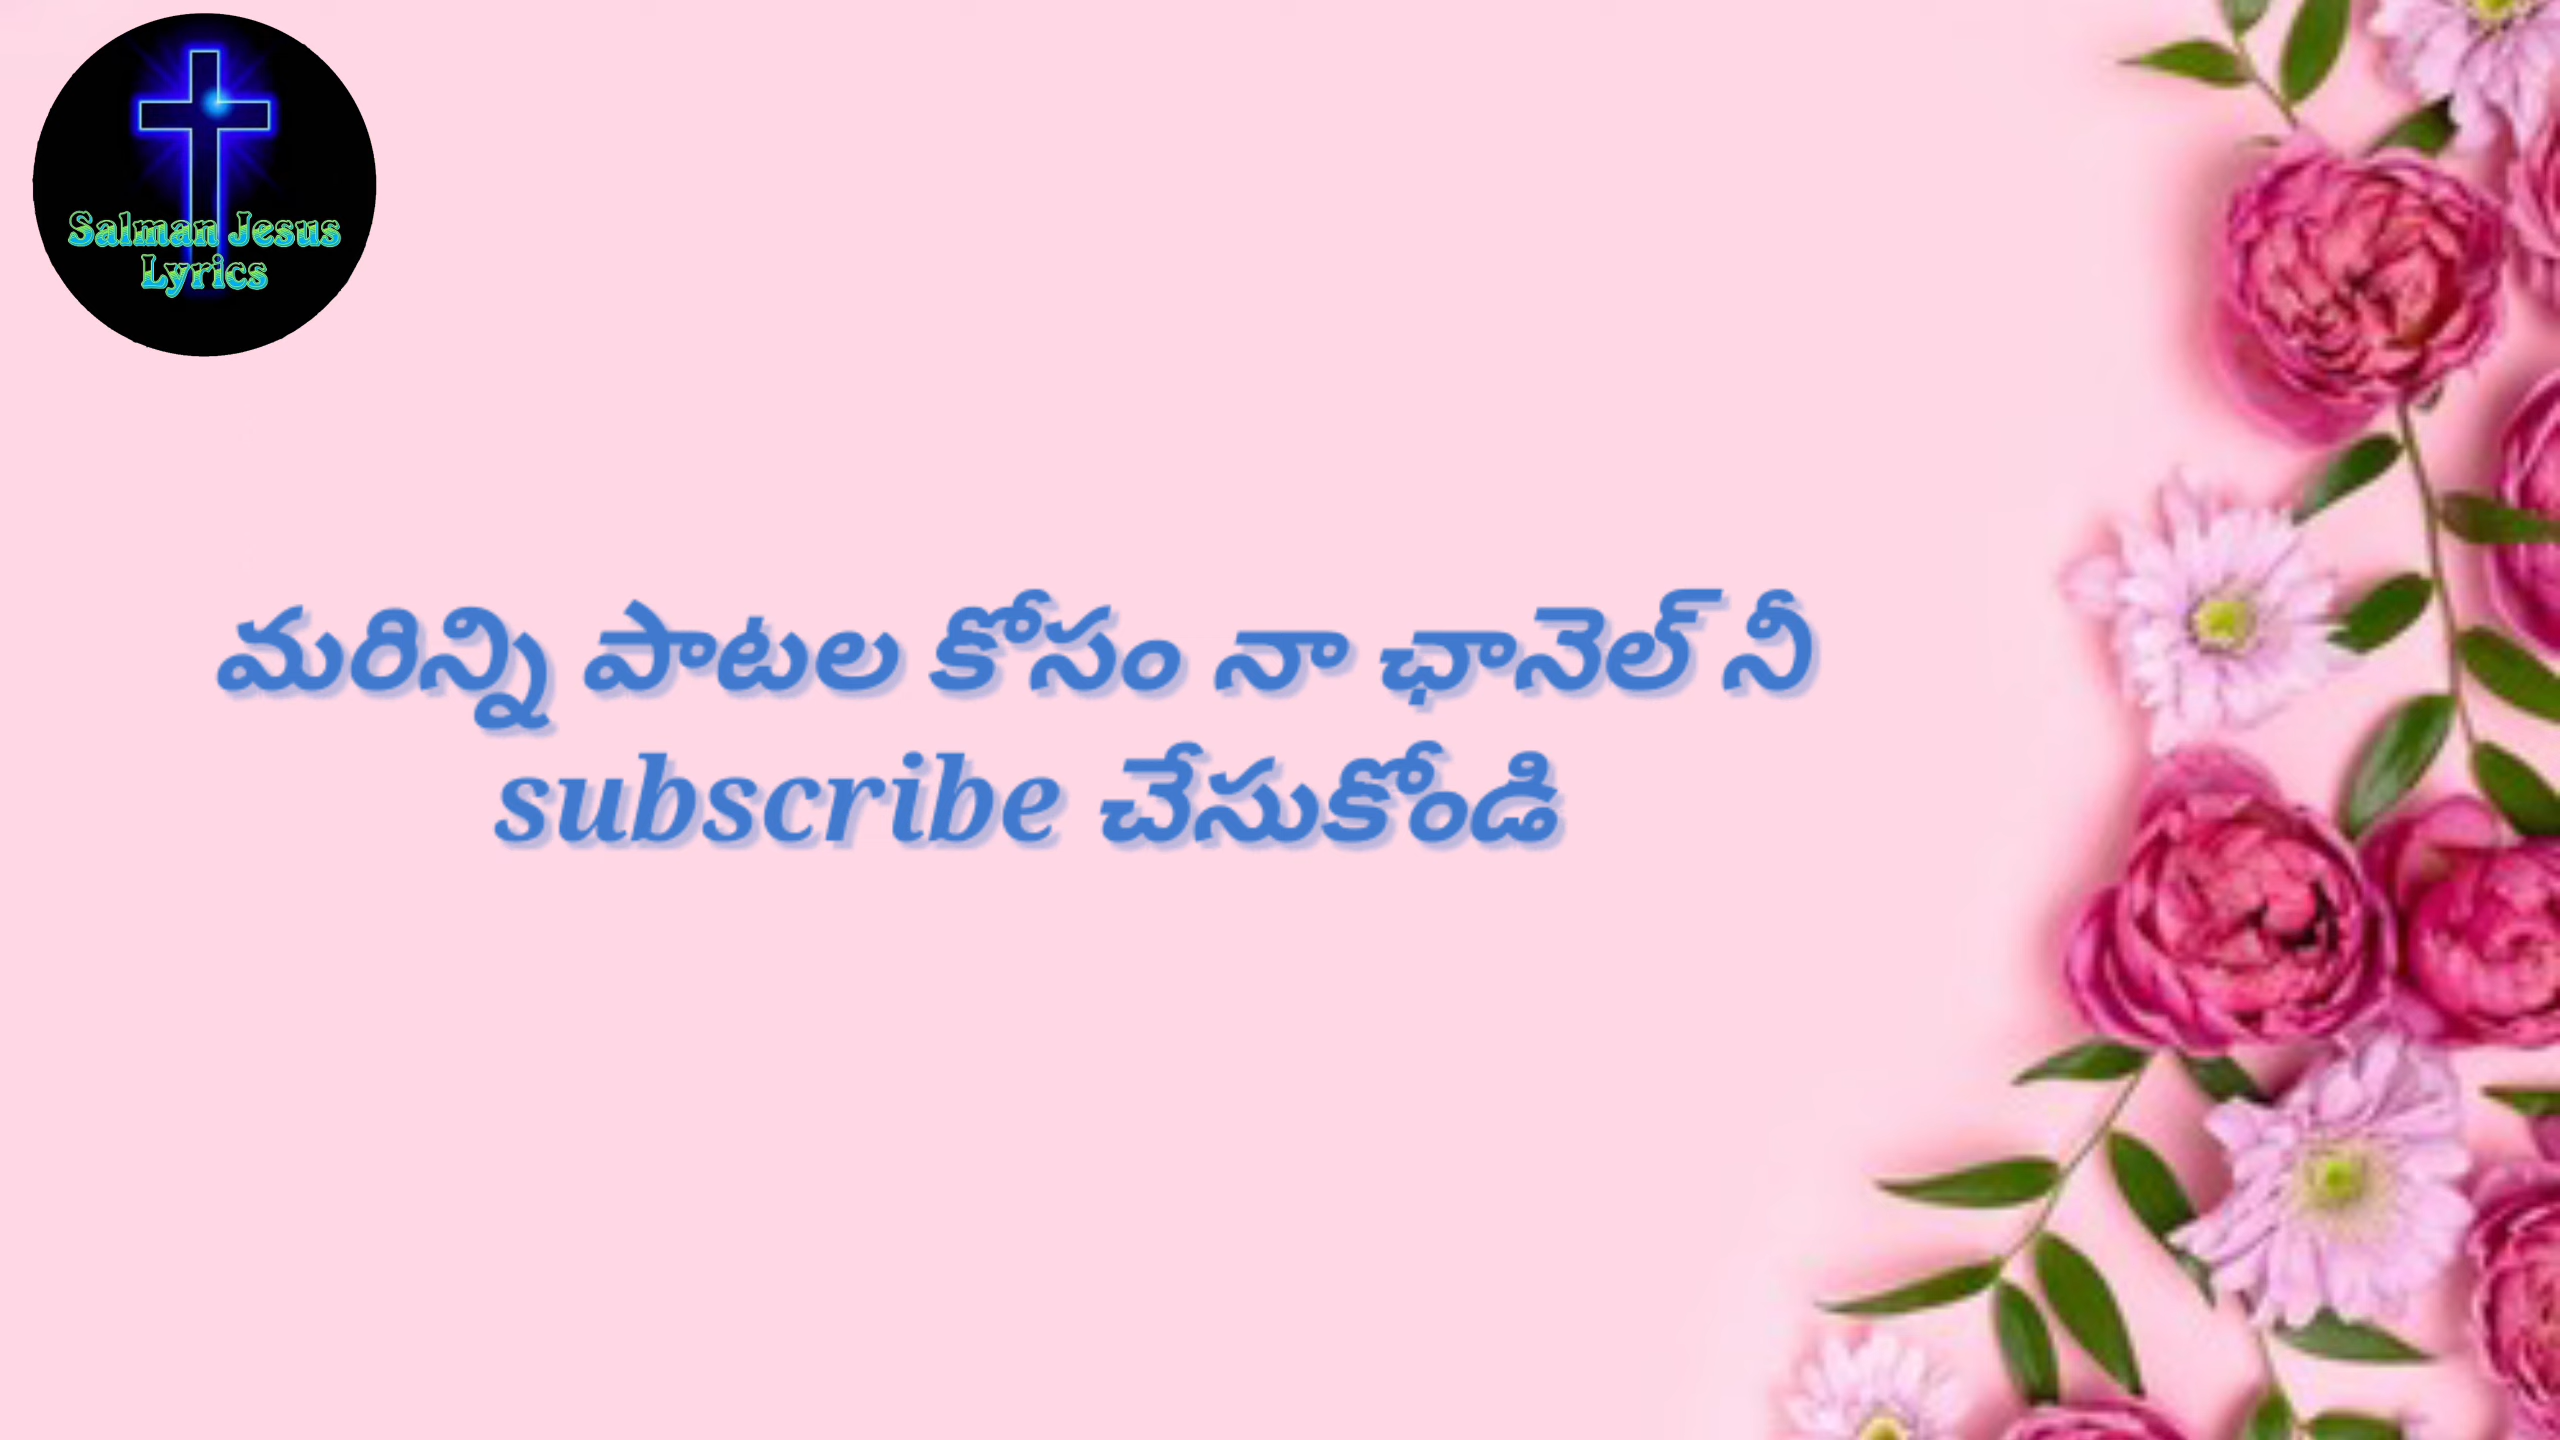 Salman Jesus
Lyrics
మరిన్ని పాటల కోసం నా ఛానెల్ నీ
subscribe చేసుకోండి